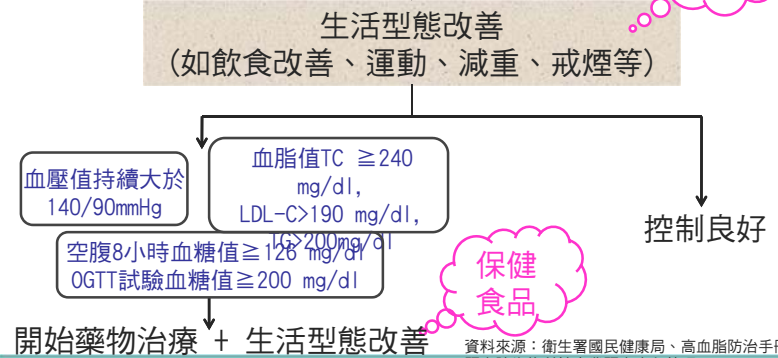 生活型態改善
(如飲食改善、運動、減重、戒煙等)
血壓值持續大於
140/90mmHg
血脂值TC ≧240
mg/dl,
LDL-C>190 mg/dl,
TG>200mg/dl
空腹8小時血糖值≧126 mg/dl
OGTT試驗血糖值≧200 mg/dl
控制良好
保健
食品
開始藥物治療 + 生活型態改善
資料來源：衛生署國民健康局、高血脂防治手